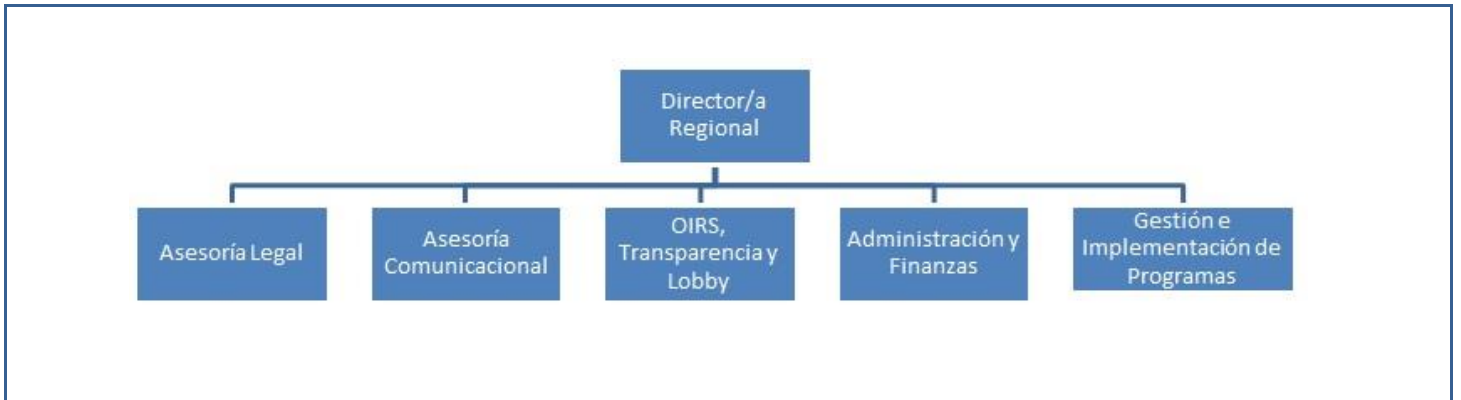 Director/a
Regional
Asesoría Legal
Asesoría
Comunicacional
OIRS,
Transparencia y
Lobby
Administración y
Finanzas
Gestión e
Implementación de
Programas